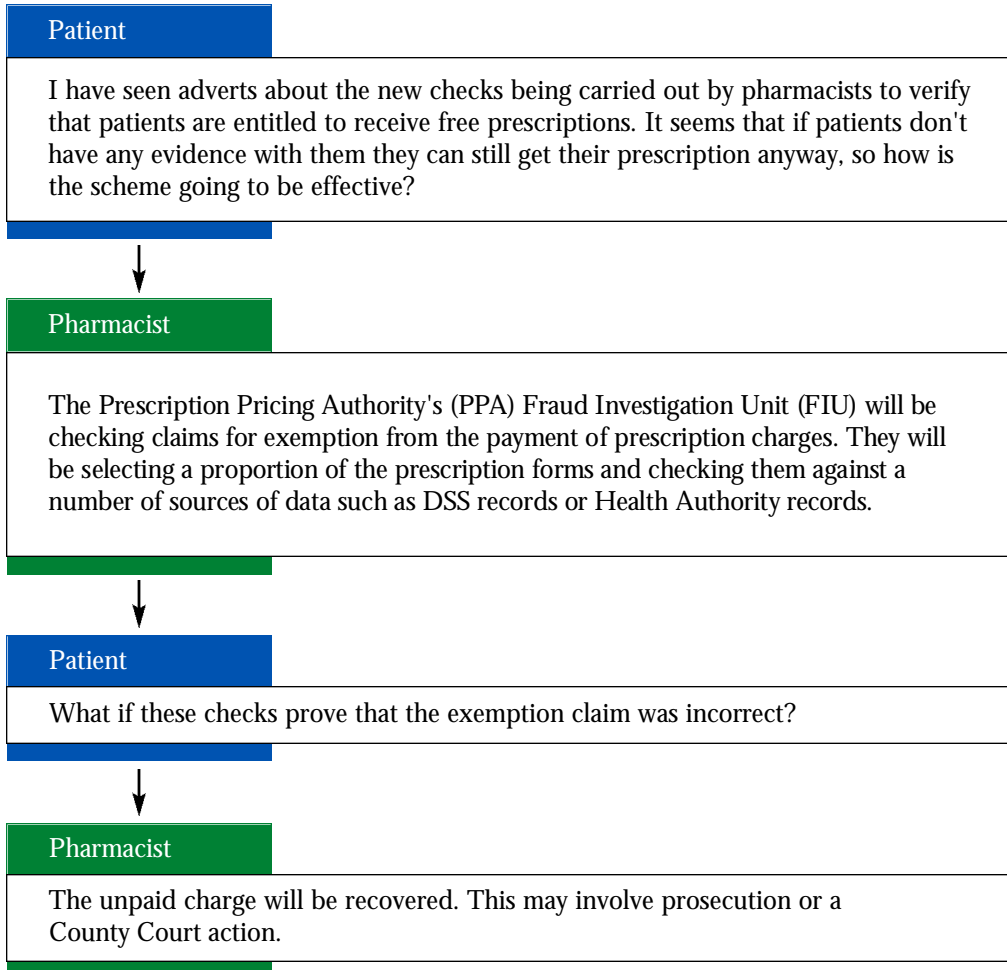 Patient
I have seen adverts about the new checks being carried out by pharmacists to verify
that patients are entitled to receive free prescriptions. It seems that if patients don't
have any evidence with them they can still get their prescription anyway, so how is
the scheme going to be effective?
Pharmacist
The Prescription Pricing Authority's (PPA) Fraud Investigation Unit (FIU) will be
checking claims for exemption from the payment of prescription charges. They will
be selecting a proportion of the prescription forms and checking them against a
number of sources of data such as DSS records or Health Authority records.
Patient
What if these checks prove that the exemption claim was incorrect?
Pharmacist
The unpaid charge will be recovered. This may involve prosecution or a
County Court action.